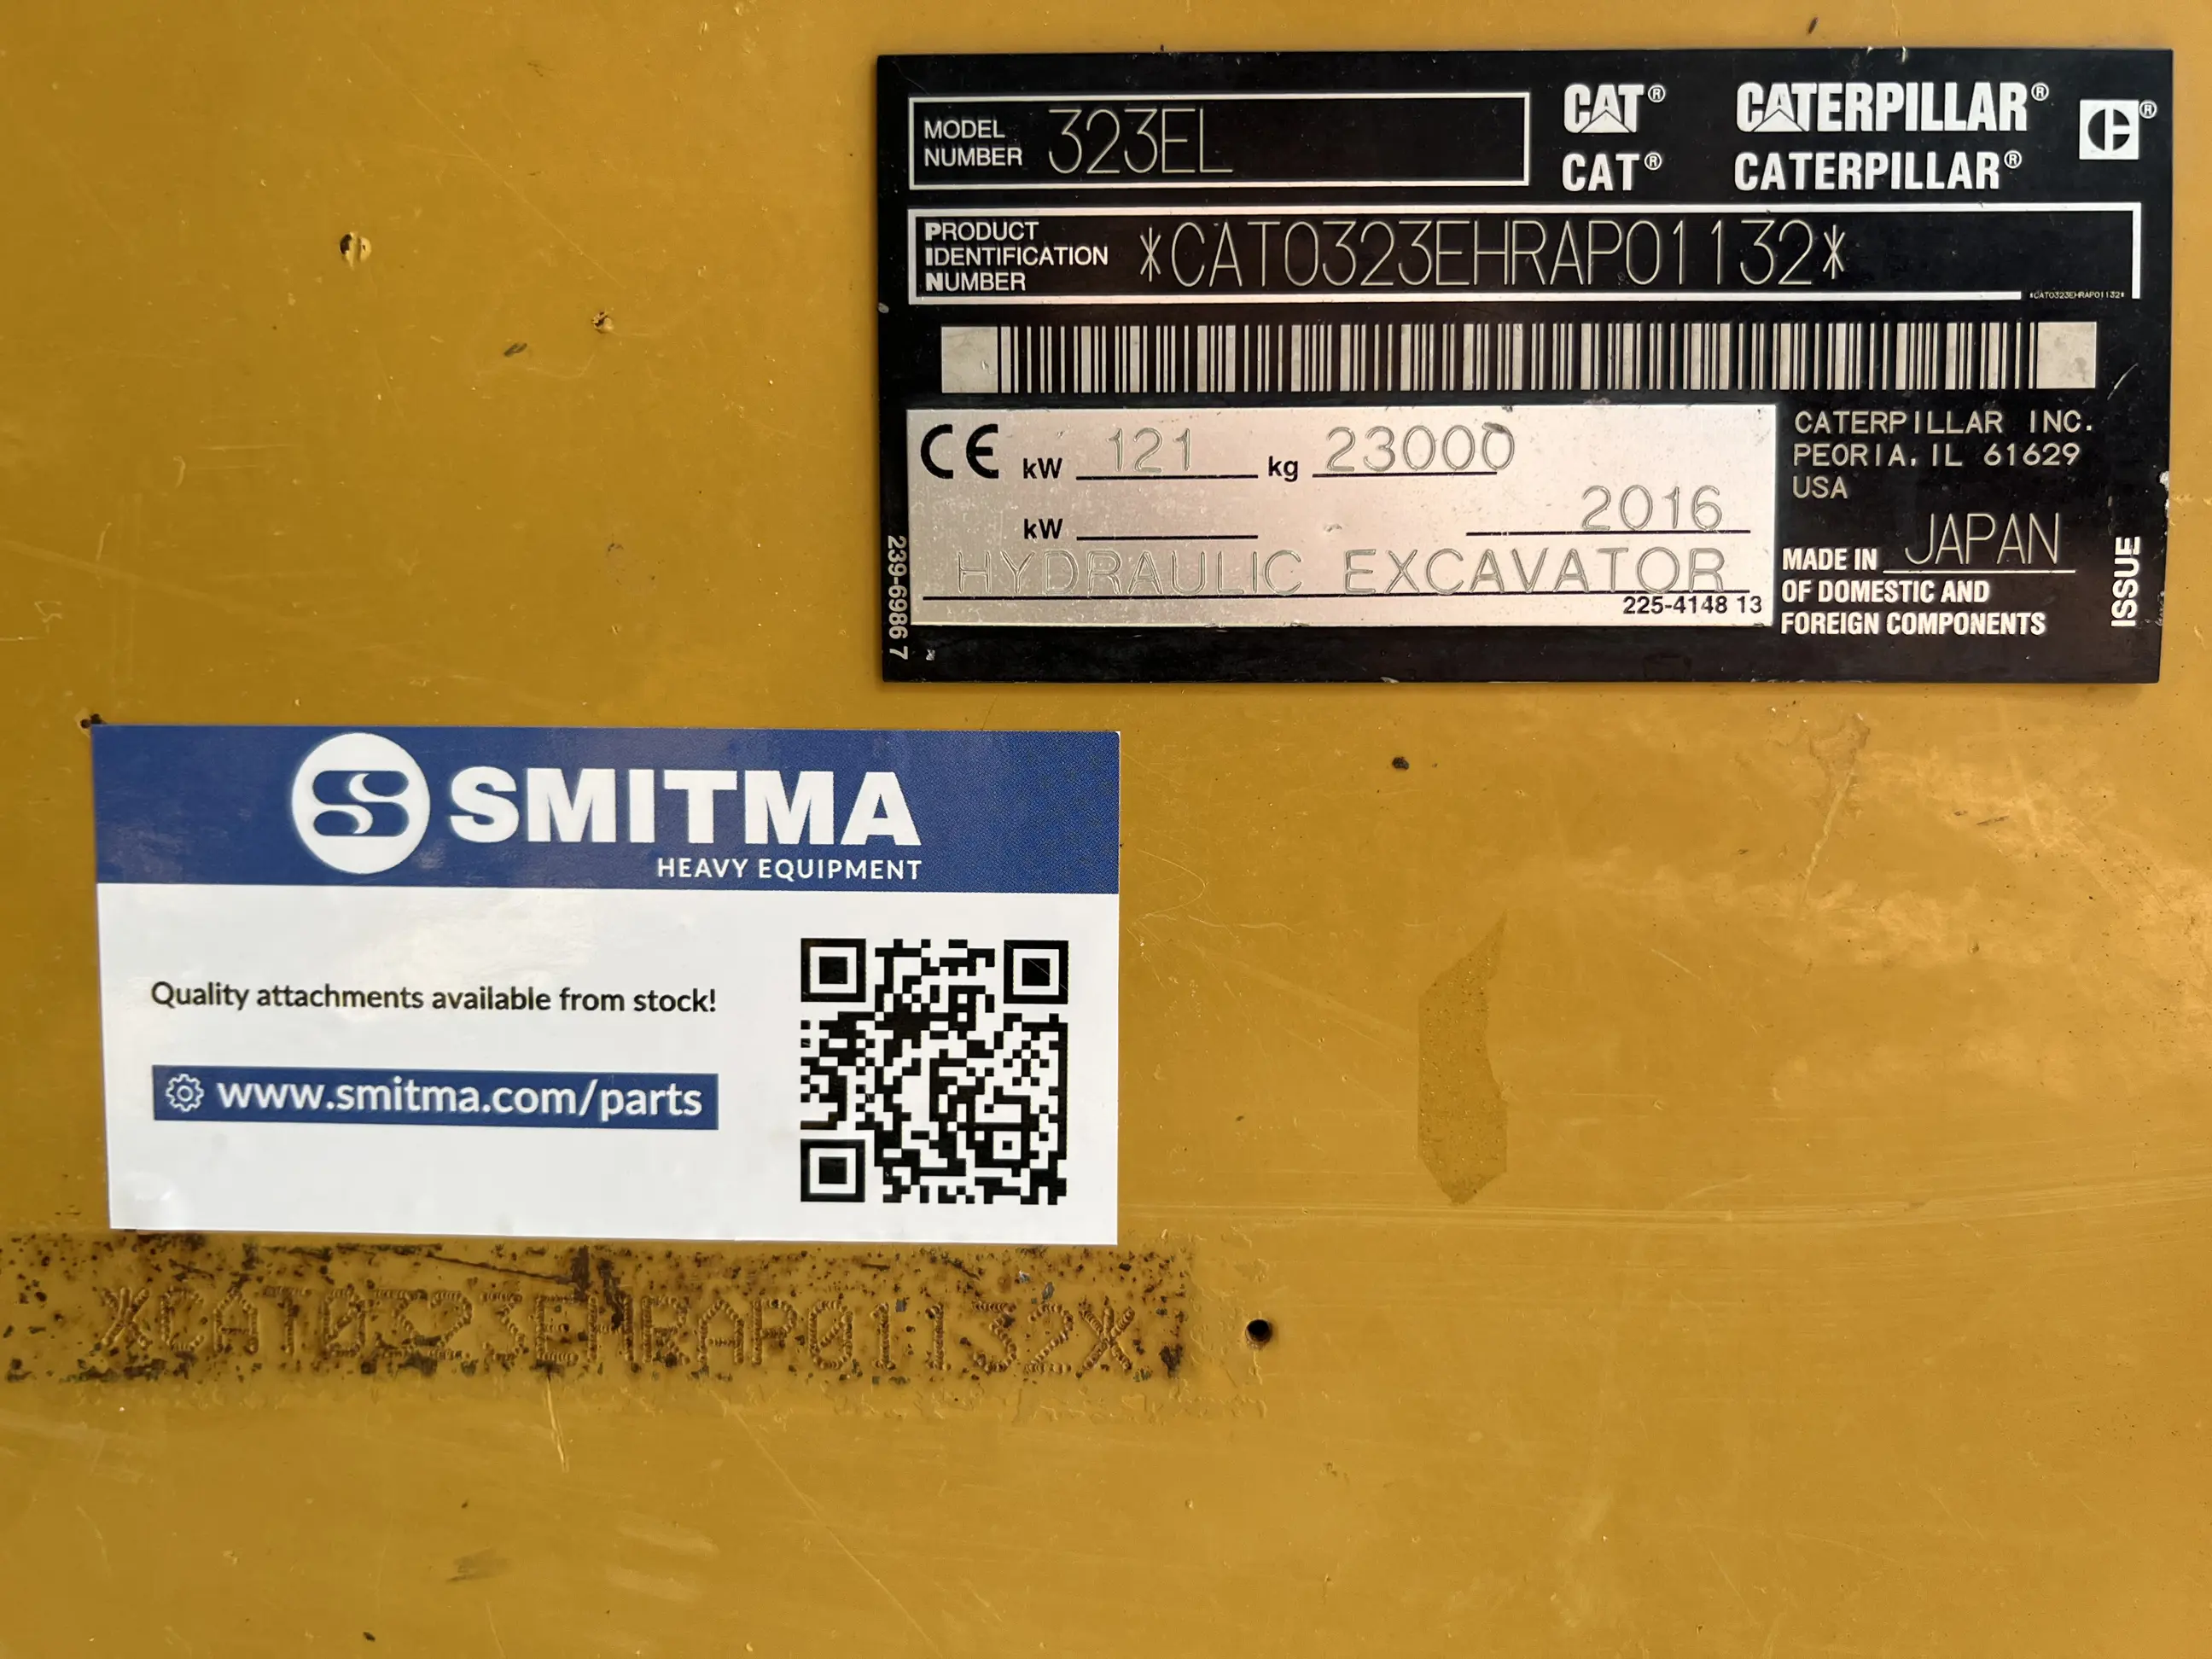 MODEL NUMBER 323EL
CAT® CATERPILLAR®
CAT® CATERPILLAR®
PRODUCT IDENTIFICATION NUMBER *CAT0323EHRAP01132*
*CAT0323EHRAP01132*
CE kW 121 kg 23000
kW 2016
HYDRAULIC EXCAVATOR
225-4148 13
239-6986 7
CATERPILLAR INC.
PEORIA, IL 61629
USA
MADE IN JAPAN
OF DOMESTIC AND
FOREIGN COMPONENTS
ISSUE
SMITMA
HEAVY EQUIPMENT
Quality attachments available from stock!
www.smitma.com/parts
*CAT0323EHRAP01132*